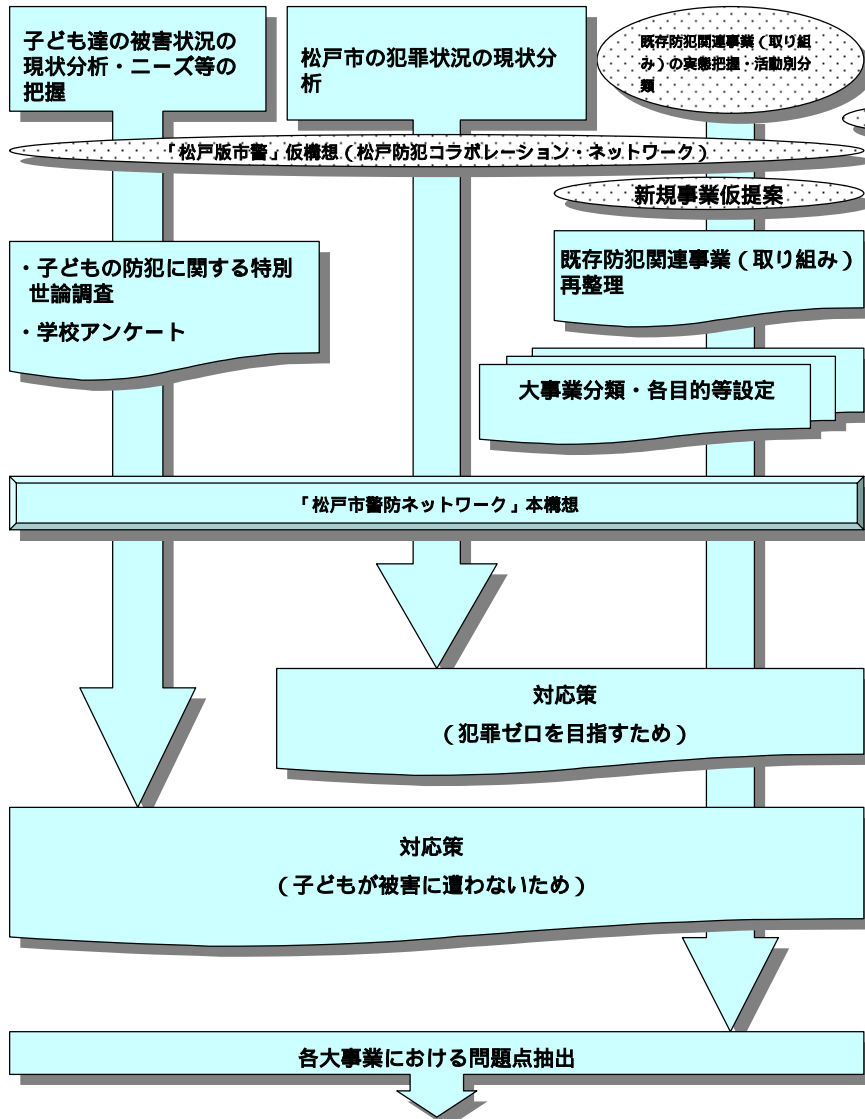 子ども達の被害状況の
現状分析・ニーズ等の
把握
松戸市の犯罪状況の現状分
析
既存防犯関連事業（取り組
み）の実態把握・活動別分
類
「松戸版市警」仮構想（松戸防犯コラボレーション・ネットワーク）
新規事業仮提案
・子どもの防犯に関する特別
世論調査
・学校アンケート
既存防犯関連事業（取り組み）
再整理
大事業分類・各目的等設定
「松戸市警防ネットワーク」本構想
対応策
（犯罪ゼロを目指すため）
対応策
（子どもが被害に遭わないため）
各大事業における問題点抽出